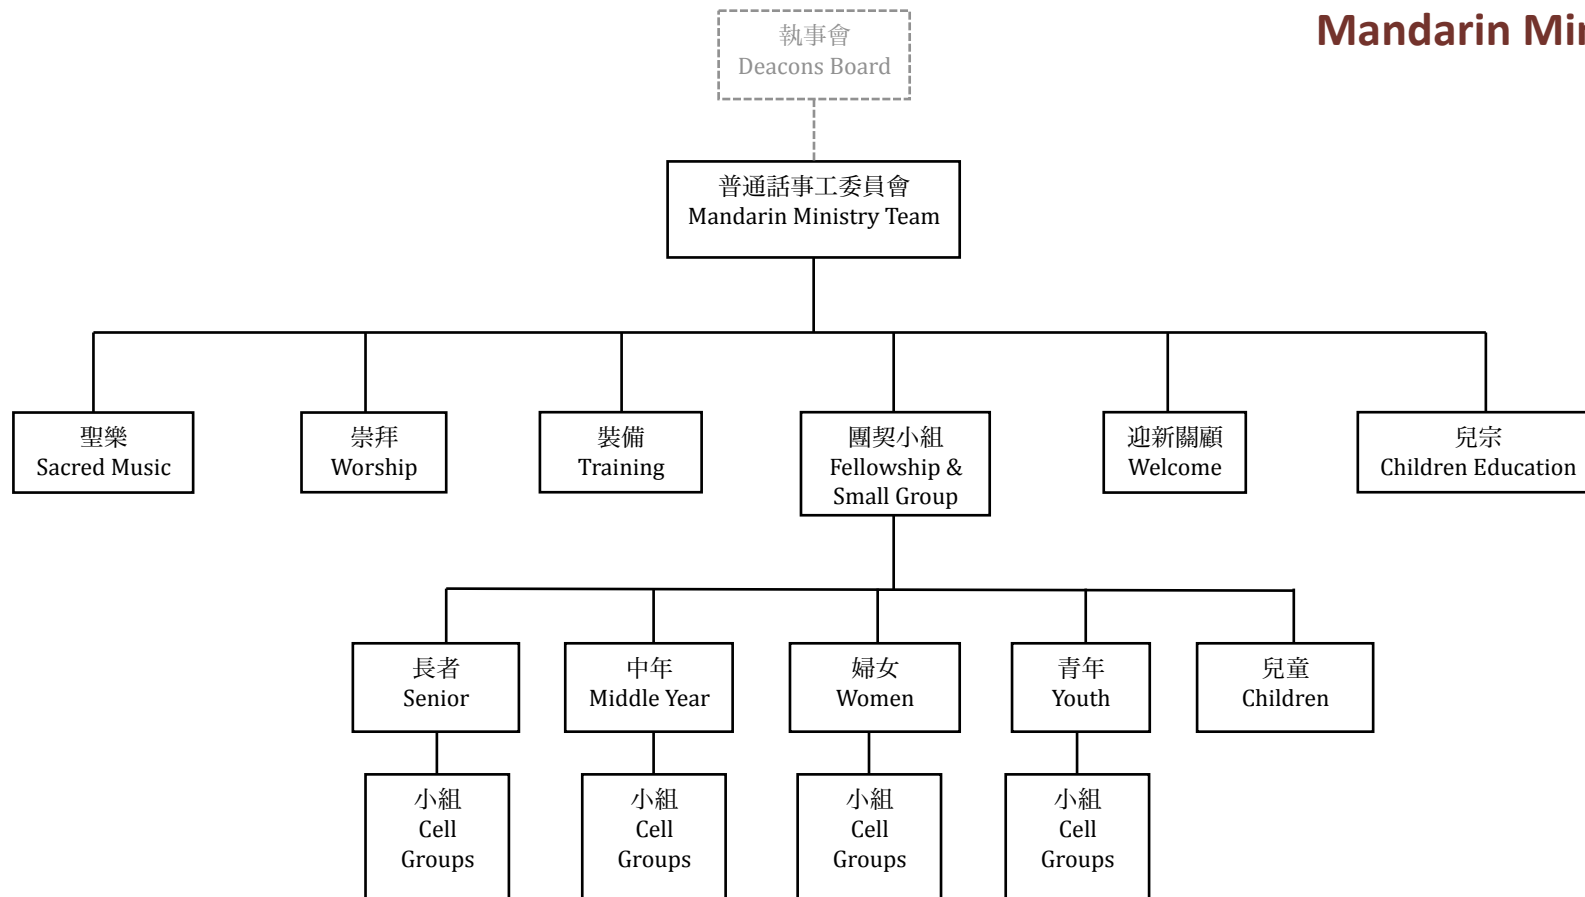 Mandarin
執事會
Deacons Board
普通話事工委員會
Mandarin Ministry Team
聖樂
Sacred Music
崇拜
Worship
裝備
Training
團契小組
Fellowship &
Small Group
迎新關顧
Welcome
兒宗
Children Education
長者
Senior
中年
Middle Year
婦女
Women
青年
Youth
兒童
Children
小組
Cell
Groups
小組
Cell
Groups
小組
Cell
Groups
小組
Cell
Groups